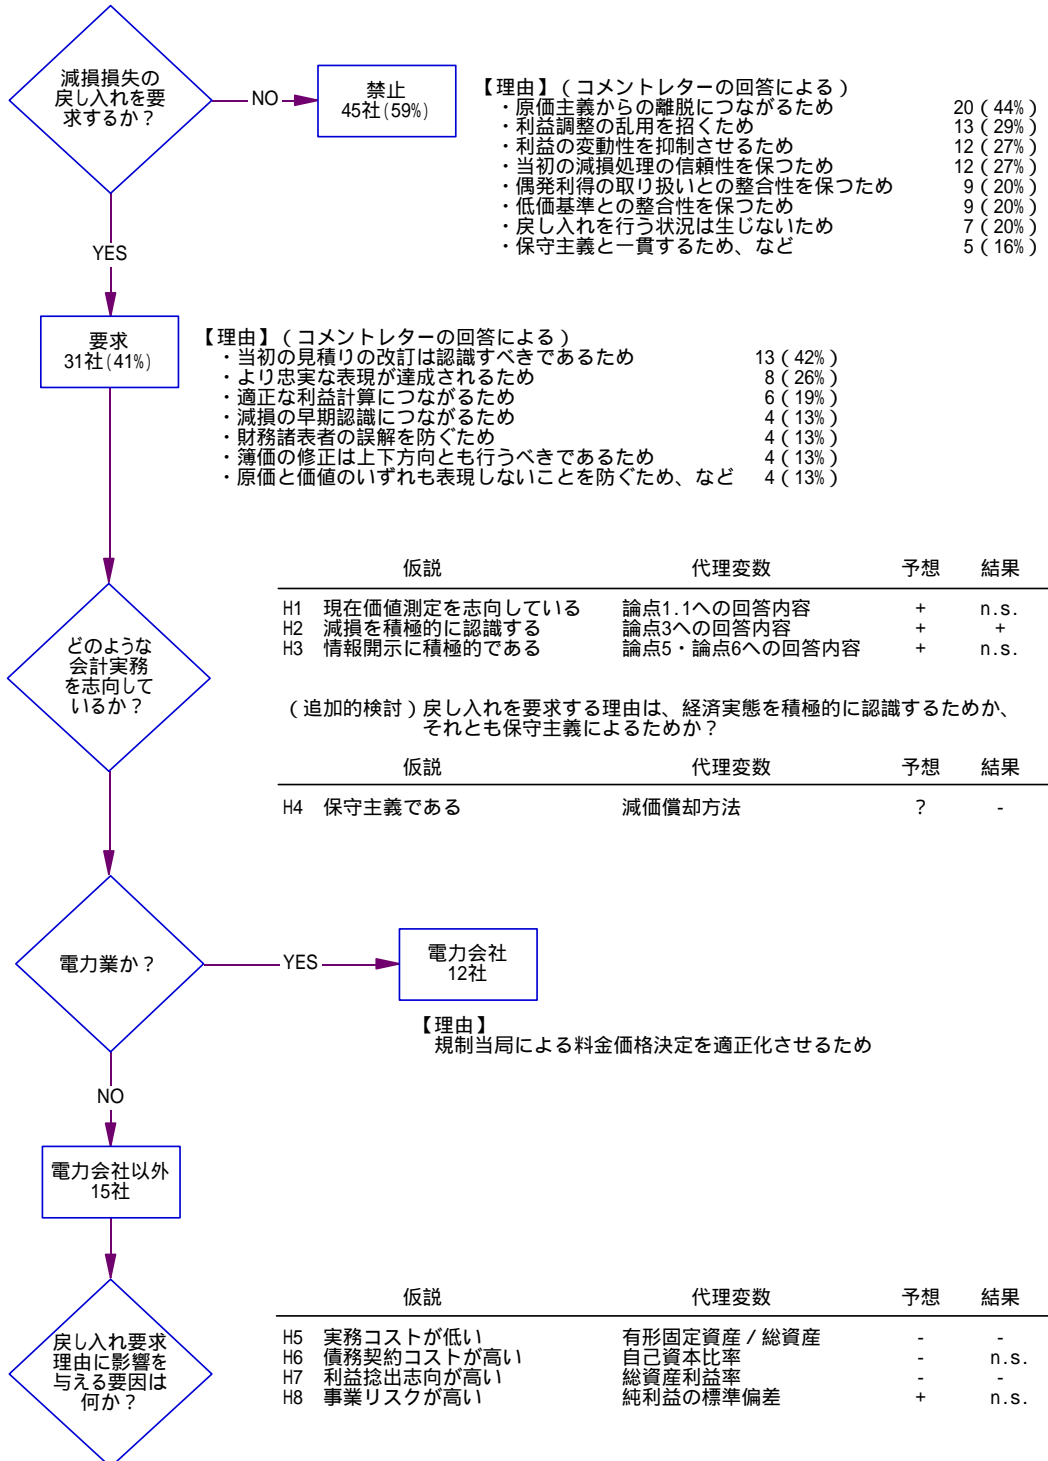 減損損失の
戻し入れを要
求するか？
NO
禁止
45社(59%)
【理由】(コメントレターの回答による)
・原価主義からの離脱につながるため 20(44%)
・利益調整の乱用を招くため 13(29%)
・利益の変動性を抑制させるため 12(27%)
・当初の減損処理の信頼性を保つため 12(27%)
・偶発利得の取り扱いとの整合性を保つため 9(20%)
・低価基準との整合性を保つため 9(20%)
・戻し入れを行う状況は生じないため 7(20%)
・保守主義と一貫するため、など 5(16%)
YES
要求
31社(41%)
【理由】(コメントレターの回答による)
・当初の見積りの改訂は認識すべきであるため 13(42%)
・より忠実な表現が達成されるため 8(26%)
・適正な利益計算につながるため 6(19%)
・減損の早期認識につながるため 4(13%)
・財務諸表者の誤解を防ぐため 4(13%)
・簿価の修正は上下方向とも行うべきであるため 4(13%)
・原価と価値のいずれも表現しないことを防ぐため、など 4(13%)
どのような
会計実務
を志向して
いるか？
仮説 代理変数 予想 結果
H1 現在価値測定を志向している 論点1.1への回答内容 + n.s.
H2 減損を積極的に認識する 論点3への回答内容 + +
H3 情報開示に積極的である 論点5・論点6への回答内容 + n.s.
(追加的検討)戻し入れを要求する理由は、経済実態を積極的に認識するためか、
それとも保守主義によるためか？
仮説 代理変数 予想 結果
H4 保守主義である 減価償却方法 ? -
電力業か？
YES
電力会社
12社
【理由】
規制当局による料金価格決定を適正化させるため
NO
電力会社以外
15社
戻し入れ要求
理由に影響を
与える要因は
何か？
仮説 代理変数 予想 結果
H5 実務コストが低い 有形固定資産／総資産 - -
H6 債務契約コストが高い 自己資本比率 - n.s.
H7 利益捻出志向が高い 総資産利益率 - -
H8 事業リスクが高い 純利益の標準偏差 + n.s.